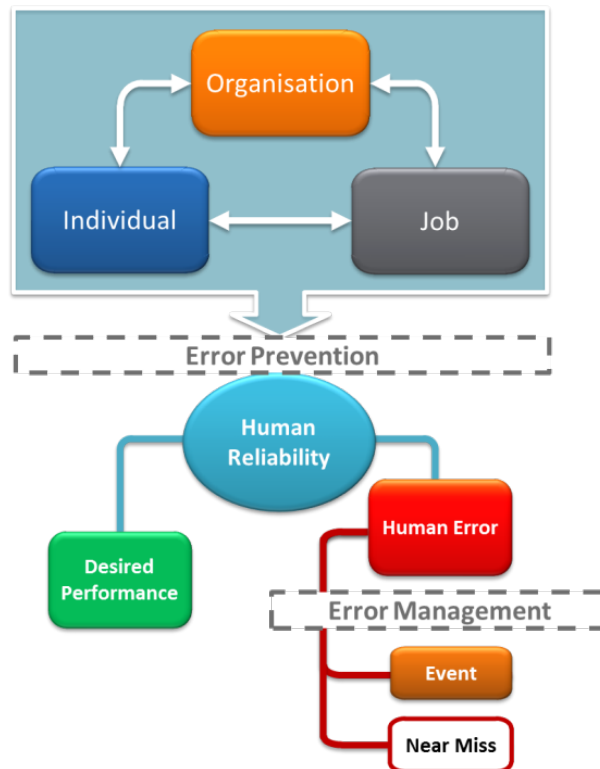 Organisation
Individual
Job
Error Prevention
Human
Reliability
Human Error
Desired
Performance
Error Management
Event
Near Miss